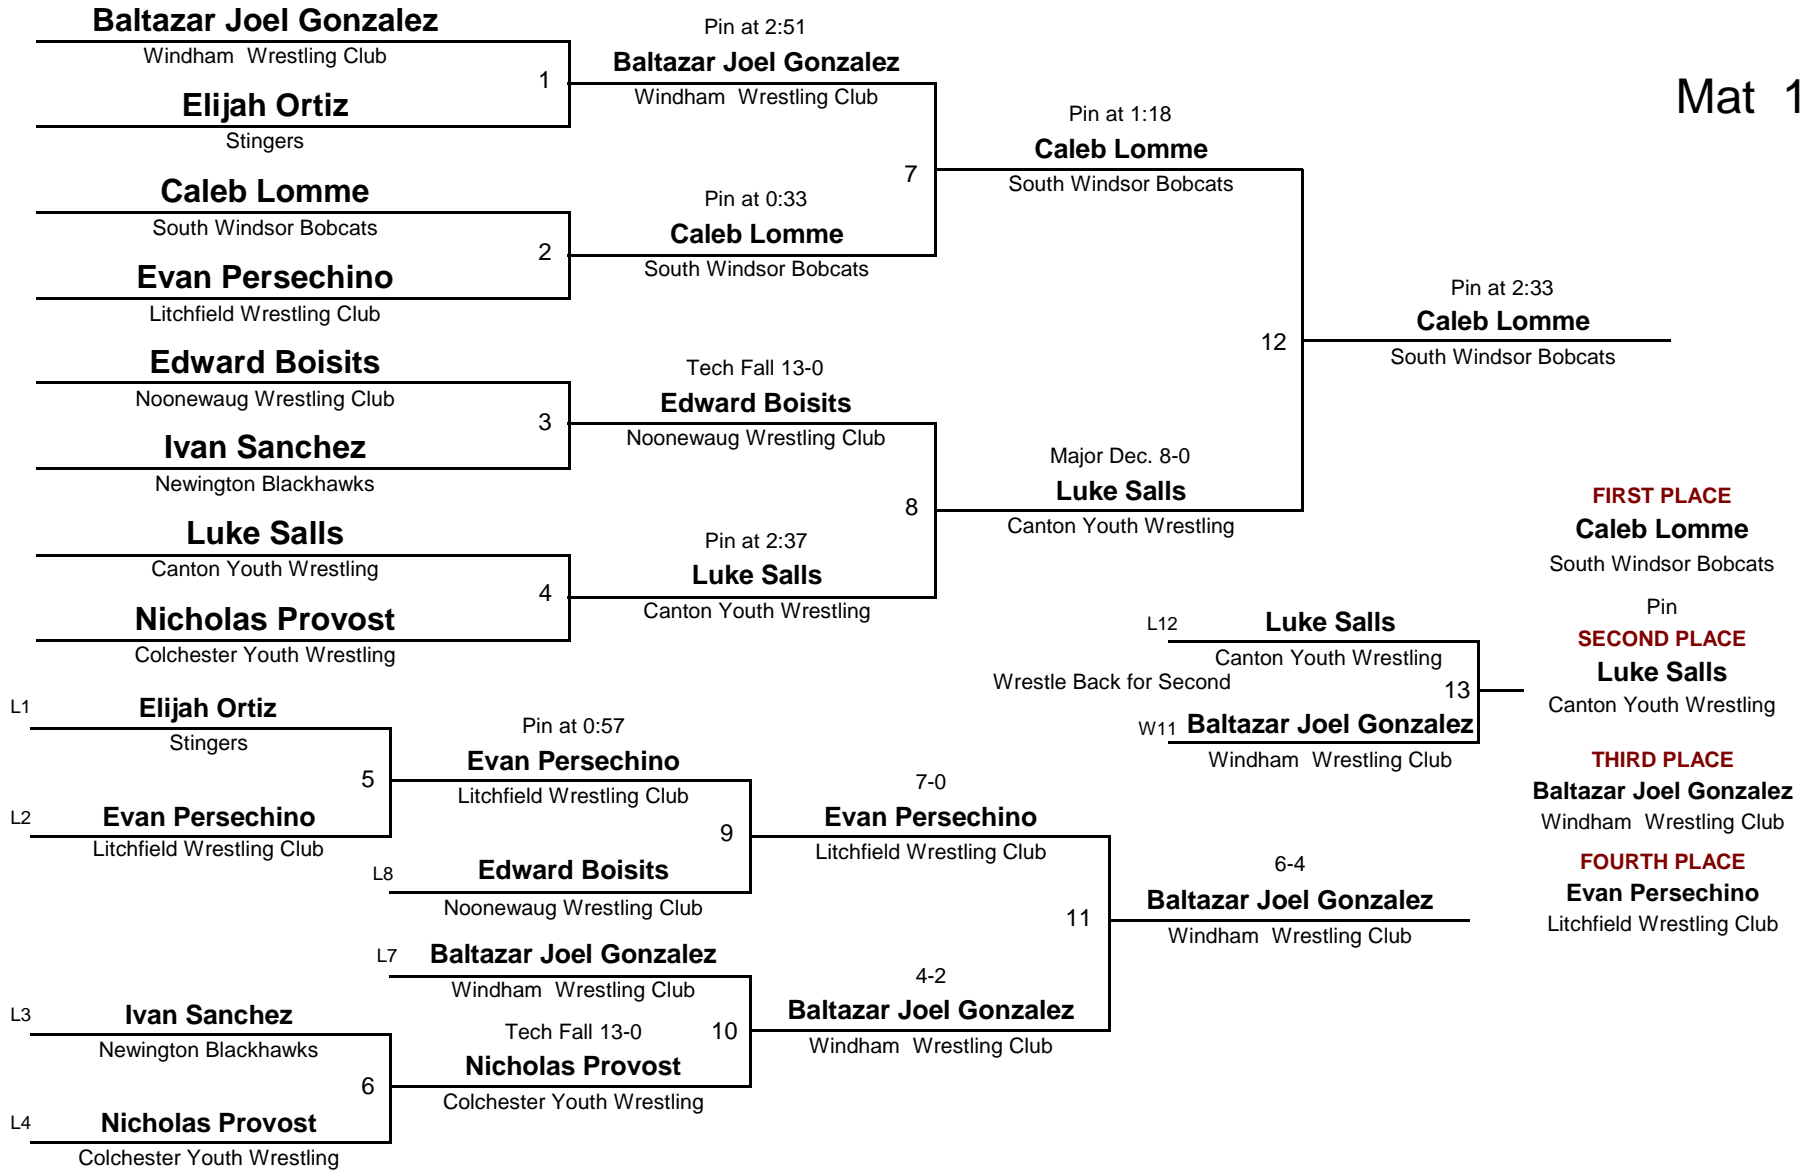 Baltazar Joel Gonzalez
Windham  Wrestling Club
1
Elijah Ortiz
Stingers
Caleb Lomme
South Windsor Bobcats
2
Evan Persechino
Litchfield Wrestling Club
Edward Boisits
Noonewaug Wrestling Club
3
Ivan Sanchez
Newington Blackhawks
Luke Salls
Canton Youth Wrestling
4
Nicholas Provost
Colchester Youth Wrestling
Pin at 2:51
Baltazar Joel Gonzalez
Windham  Wrestling Club
7
Pin at 0:33
Caleb Lomme
South Windsor Bobcats
Tech Fall 13-0
Edward Boisits
Noonewaug Wrestling Club
8
Pin at 2:37
Luke Salls
Canton Youth Wrestling
Pin at 1:18
Caleb Lomme
South Windsor Bobcats
12
Major Dec. 8-0
Luke Salls
Canton Youth Wrestling
Mat  1
Pin at 2:33
Caleb Lomme
South Windsor Bobcats
L1
Elijah Ortiz
Stingers
5
L2
Evan Persechino
Litchfield Wrestling Club
Pin at 0:57
Evan Persechino
Litchfield Wrestling Club
9
L8
Edward Boisits
Noonewaug Wrestling Club
L7
Baltazar Joel Gonzalez
Windham  Wrestling Club
10
L3
Ivan Sanchez
Newington Blackhawks
6
L4
Nicholas Provost
Colchester Youth Wrestling
Tech Fall 13-0
Nicholas Provost
Colchester Youth Wrestling
7-0
Evan Persechino
Litchfield Wrestling Club
11
4-2
Baltazar Joel Gonzalez
Windham  Wrestling Club
6-4
Baltazar Joel Gonzalez
Windham  Wrestling Club
L12
Luke Salls
Canton Youth Wrestling
Wrestle Back for Second
13
W11
Baltazar Joel Gonzalez
Windham  Wrestling Club
FIRST PLACE
Caleb Lomme
South Windsor Bobcats
Pin
SECOND PLACE
Luke Salls
Canton Youth Wrestling
THIRD PLACE
Baltazar Joel Gonzalez
Windham  Wrestling Club
FOURTH PLACE
Evan Persechino
Litchfield Wrestling Club